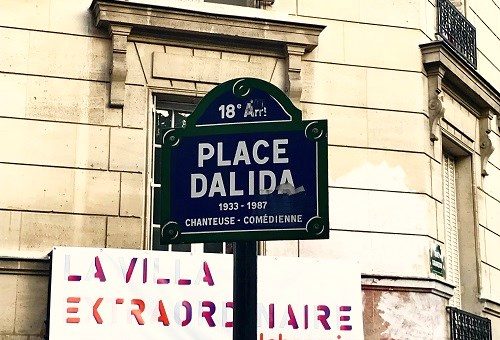 18e Arrt
PLACE
DALIDA
1933 - 1987
CHANTEUSE - COMÉDIENNE
LA VILLA
EXTRAORDINAIRE